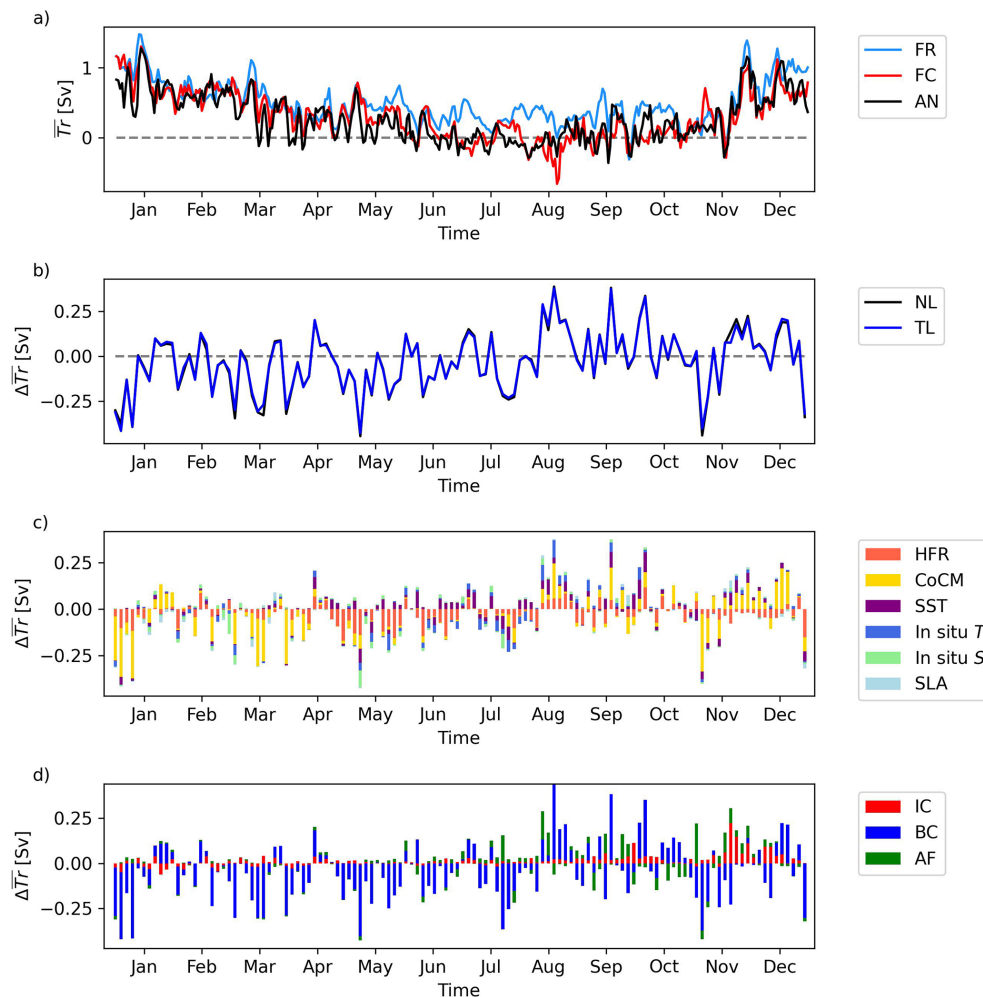 a)
1
0
T̅r̅ [Sv]
Jan Feb Mar Apr May Jun Jul Aug Sep Oct Nov Dec
Time
FR
FC
AN
b)
0.25
0.00
−0.25
ΔT̅r̅ [Sv]
Jan Feb Mar Apr May Jun Jul Aug Sep Oct Nov Dec
Time
NL
TL
c)
0.25
0.00
−0.25
ΔT̅r̅ [Sv]
Jan Feb Mar Apr May Jun Jul Aug Sep Oct Nov Dec
Time
HFR
CoCM
SST
In situ T
In situ S
SLA
d)
0.25
0.00
−0.25
ΔT̅r̅ [Sv]
Jan Feb Mar Apr May Jun Jul Aug Sep Oct Nov Dec
Time
IC
BC
AF